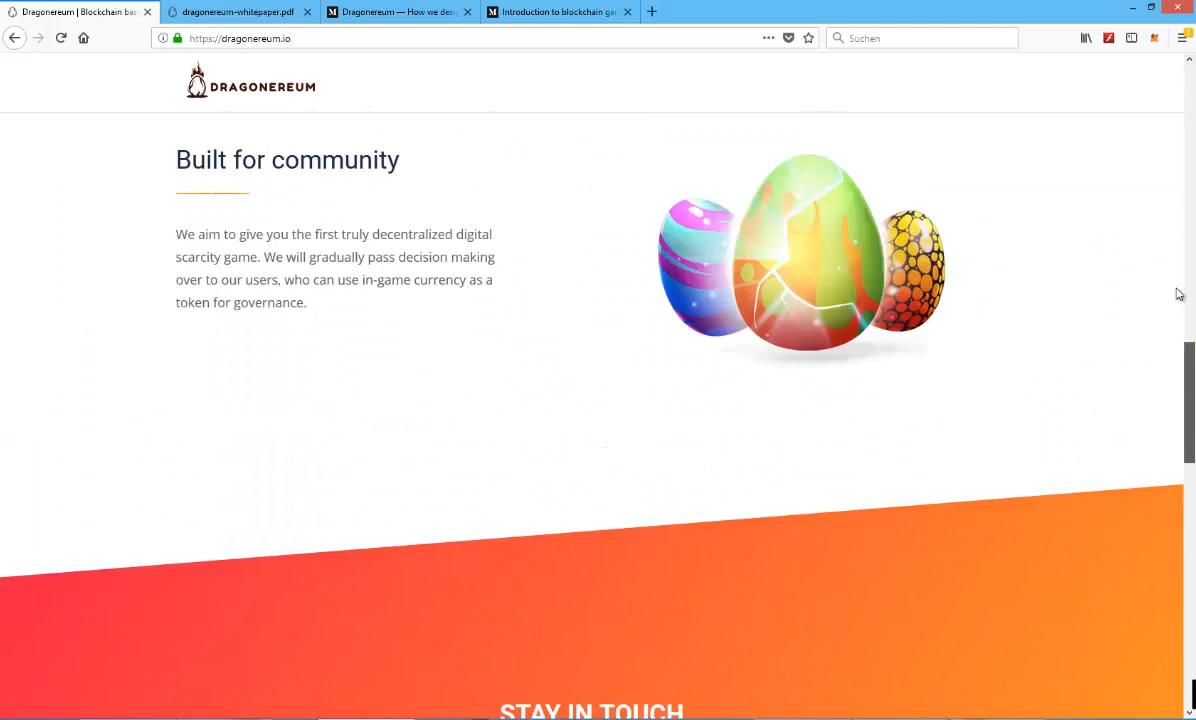 Dragonereum | Blockchain bas
dragonereum-whitepaper.pdf
Dragonereum — How we des
Introduction to blockchain ga
https://dragonereum.io
Suchen
DRAGONEREUM
Built for community
We aim to give you the first truly decentralized digital
scarcity game. We will gradually pass decision making
over to our users, who can use in-game currency as a
token for governance.
STAY IN TOUCH